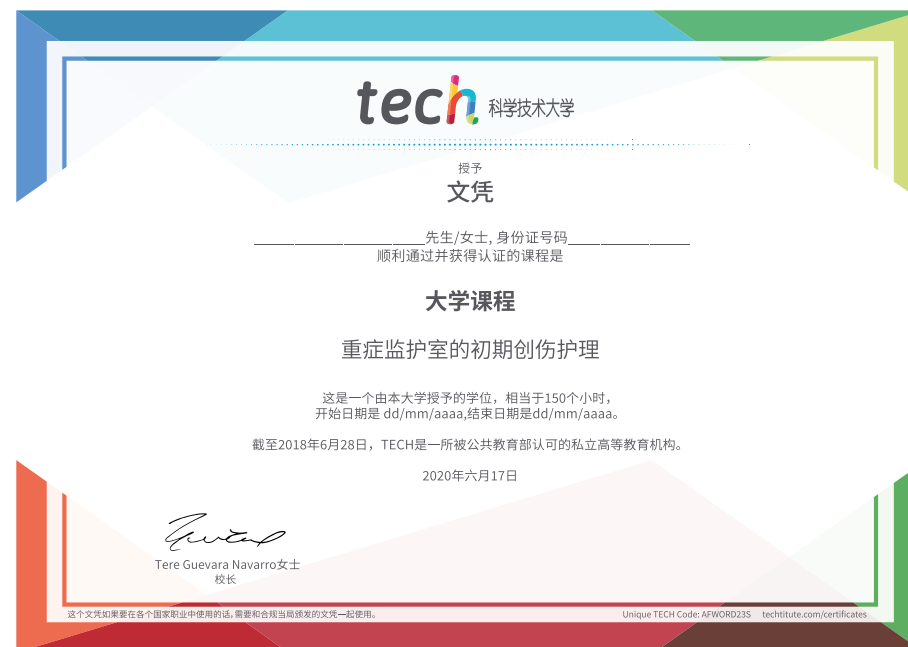 tech 科学技术大学
授予
文凭
____________________先生/女士, 身份证号码______________
顺利通过并获得认证的课程是
大学课程
重症监护室的初期创伤护理
这是一个由本大学授予的学位，相当于150个小时，
开始日期是 dd/mm/aaaa,结束日期是dd/mm/aaaa。
截至2018年6月28日，TECH是一所被公共教育部认可的私立高等教育机构。
2020年六月17日
Tere Guevara Navarro女士
校长
这个文凭如果要在各个国家职业中使用的话,需要和合规当局颁发的文凭一起使用。
Unique TECH Code: AFWORD23S techtitute.com/certificates